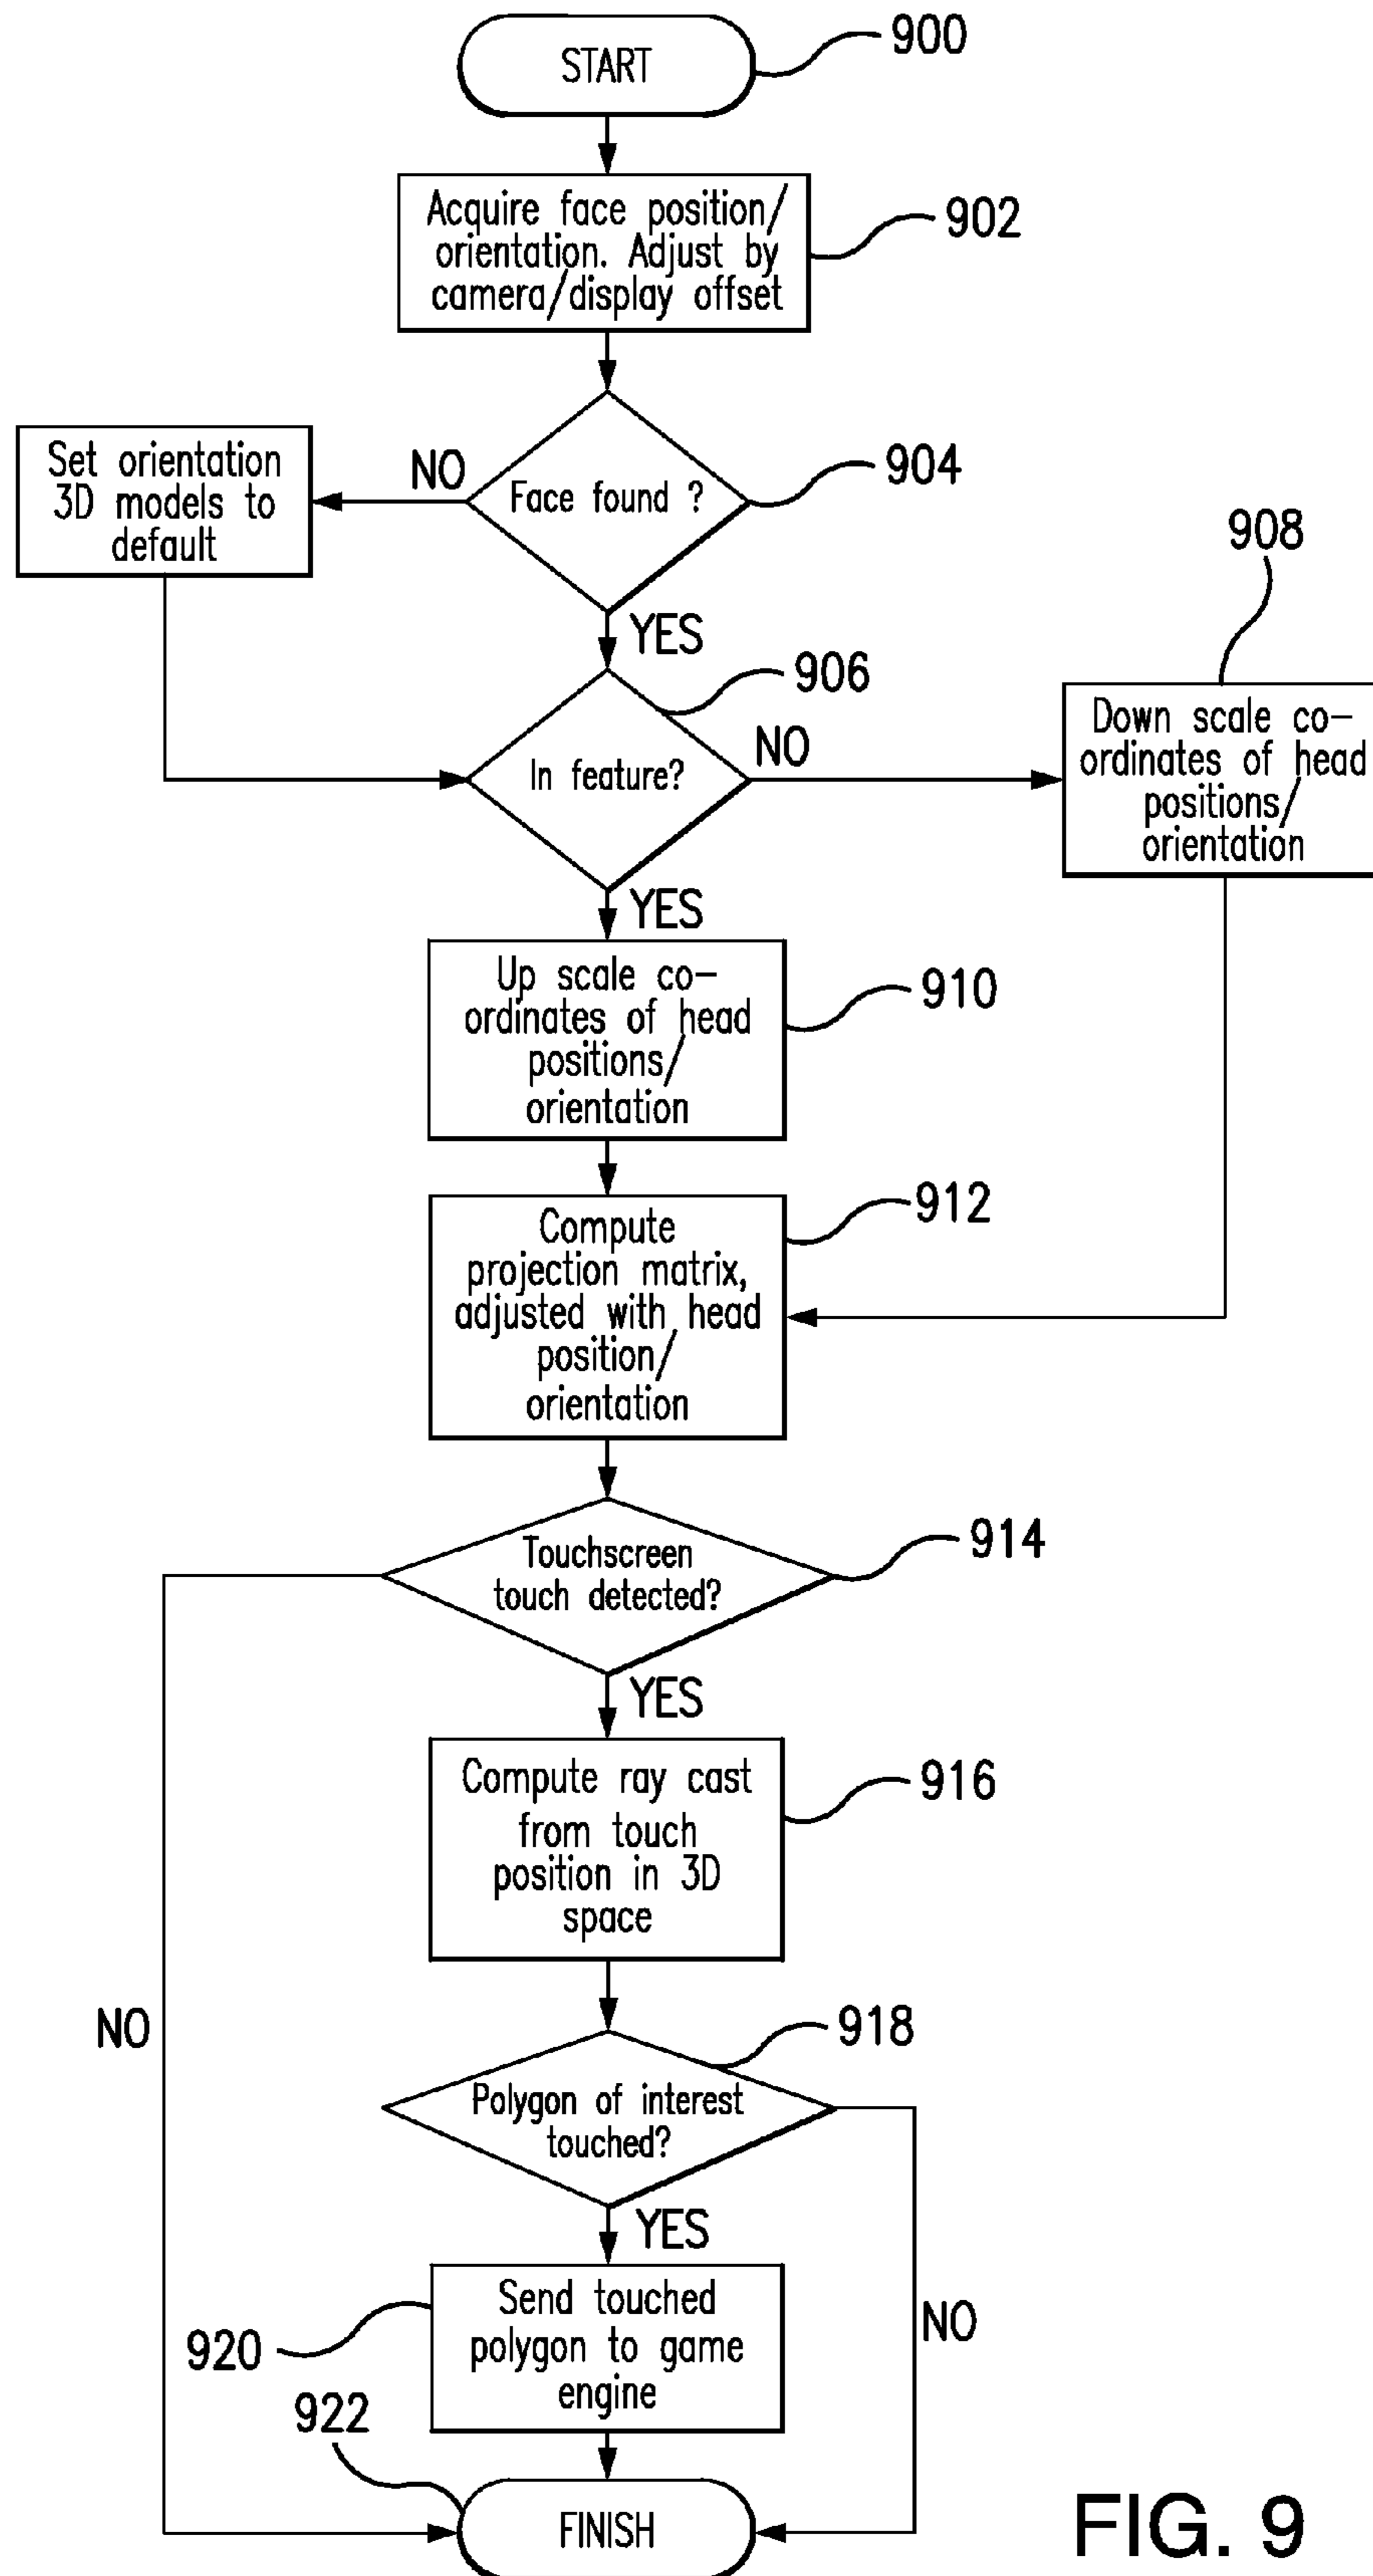 START
900
Acquire face position/
orientation. Adjust by
camera/display offset
902
Set orientation
3D models to
default
NO
Face found ?
904
908
YES
906
In feature?
NO
Down scale co-
ordinates of head
positions/
orientation
YES
Up scale co-
ordinates of head
positions/
orientation
910
Compute
projection matrix,
adjusted with head
position/
orientation
912
Touchscreen
touch detected?
914
YES
Compute ray cast
from touch
position in 3D
space
916
NO
918
Polygon of interest
touched?
YES
Send touched
polygon to game
engine
920
NO
922
FINISH
FIG. 9